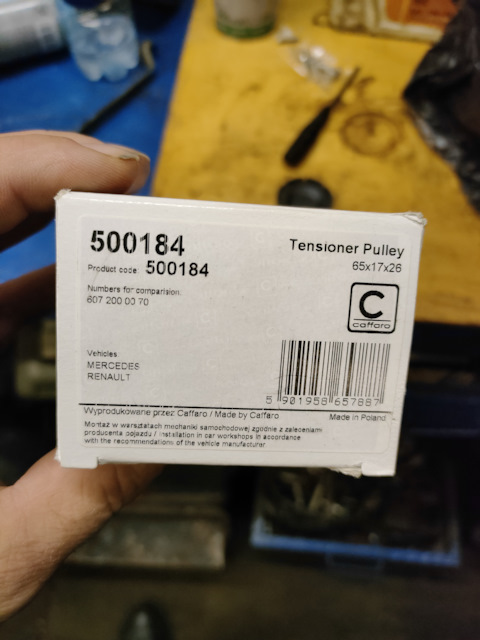 500184
Product code: 500184
Numbers for comparision:
607 200 00 70
Tensioner Pulley
65x17x26
C
caffaro
Vehicles
MERCEDES
RENAULT
5 901958 657887
Wyprodukowane przez Caffaro / Made by Caffaro
Made in Poland
Montaż w warsztatach mechaniki samochodowej zgodnie z zaleceniami
producenta pojazdu / Installation in car workshops in accordance
with the recommendations of the vehicle manufacturer